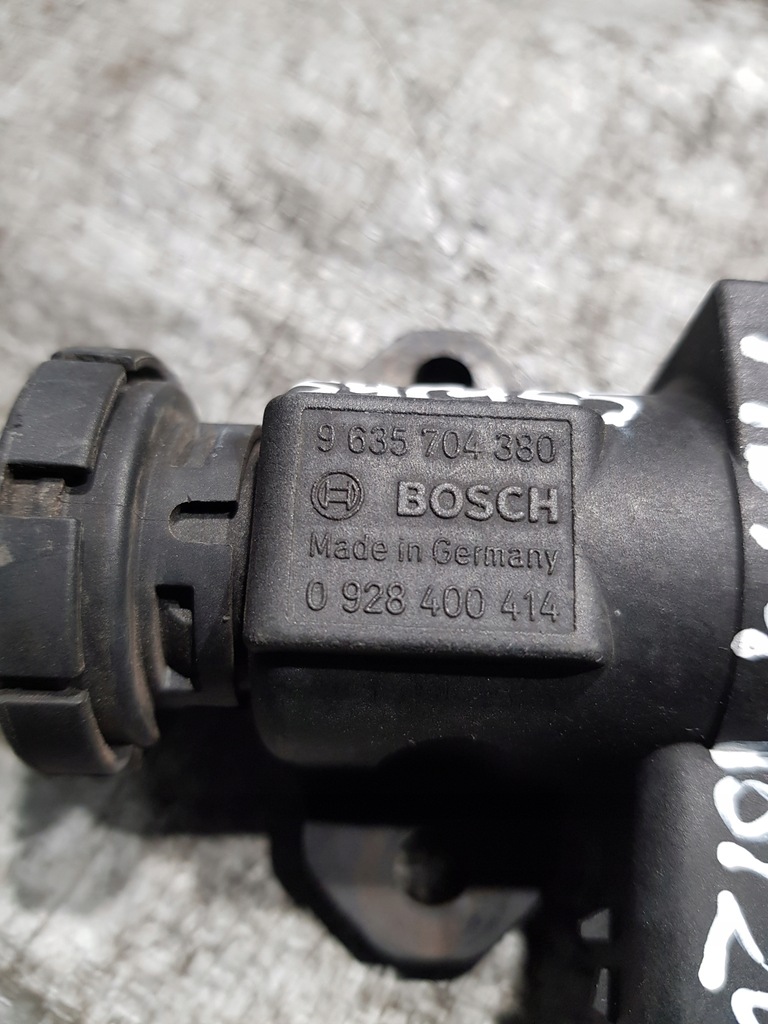 9 635 704 380
BOSCH
Made in Germany
0 928 400 414